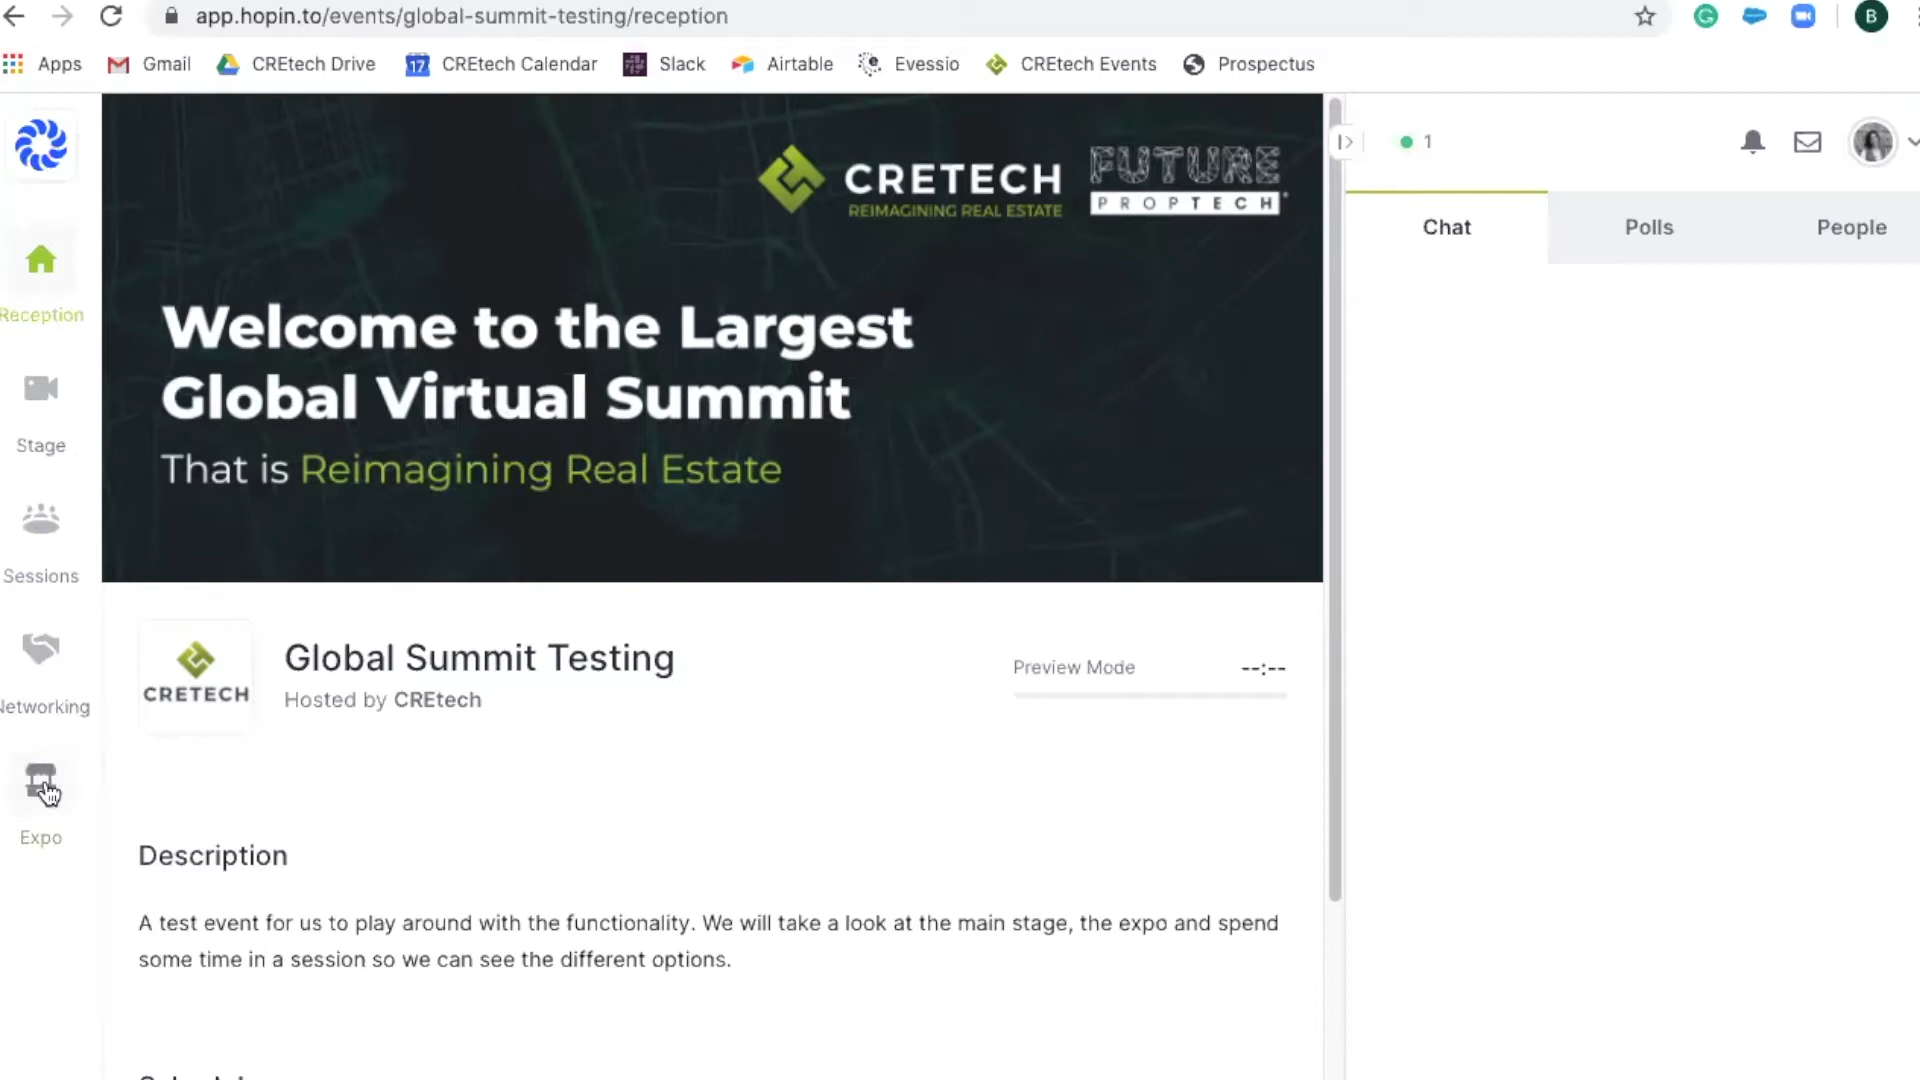 app.hopin.to/events/global-summit-testing/reception
B
Apps Gmail CREtech Drive 17 CREtech Calendar Slack Airtable Evessio CREtech Events Prospectus
CRETECH
REIMAGINING REAL ESTATE
FUTURE
PROPTECH
1
Chat Polls People
Reception
Stage
Sessions
Networking
Expo
Welcome to the Largest
Global Virtual Summit
That is Reimagining Real Estate
CRETECH
Global Summit Testing
Hosted by CREtech
Preview Mode --:--
Description
A test event for us to play around with the functionality. We will take a look at the main stage, the expo and spend
some time in a session so we can see the different options.